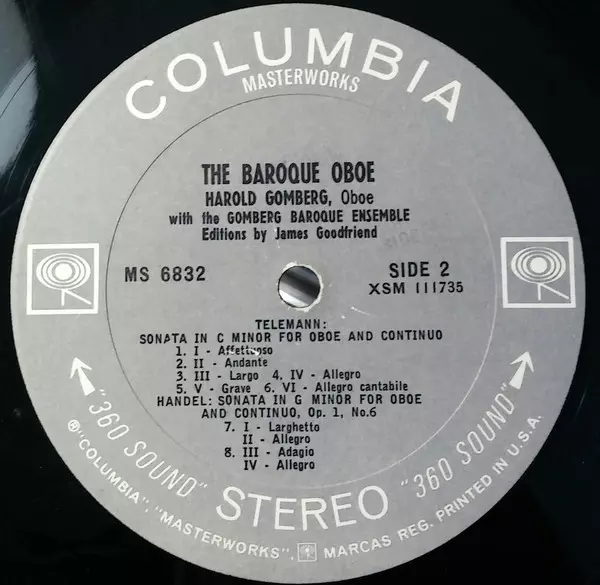 COLUMBIA
MASTERWORKS
THE BAROQUE OBOE
HAROLD GOMBERG, Oboe
with the GOMBERG BAROQUE ENSEMBLE
Editions by James Goodfriend
MS 6832
SIDE 2
XSM 111735
TELEMANN:
SONATA IN C MINOR FOR OBOE AND CONTINUO
1. I - Affettuoso
2. II - Andante
3. III - Largo 4. IV - Allegro
5. V - Grave 6. VI - Allegro cantabile
HANDEL: SONATA IN G MINOR FOR OBOE
AND CONTINUO, Op. 1, No.6
7. I - Larghetto
II - Allegro
8. III - Adagio
IV - Allegro
"360 SOUND" STEREO "360 SOUND"
Ⓡ"COLUMBIA", "MASTERWORKS", MARCAS REG. PRINTED IN U.S.A.